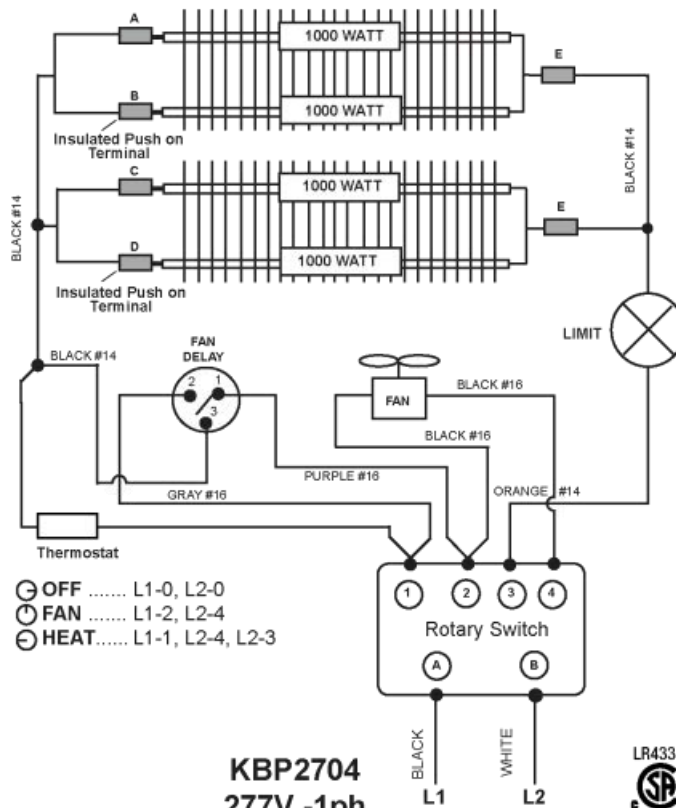 A
1000 WATT
E
B
1000 WATT
Insulated Push on
Terminal
BLACK #14
BLACK #14
C
1000 WATT
E
D
1000 WATT
Insulated Push on
Terminal
LIMIT
BLACK #14
FAN
DELAY
2 1
3
FAN
BLACK #16
BLACK #16
PURPLE #16
GRAY #16
ORANGE #14
Thermostat
OFF ....... L1-0, L2-0
FAN ....... L1-2, L2-4
HEAT...... L1-1, L2-4, L2-3
1 2 3 4
Rotary Switch
A B
BLACK
WHITE
L1 L2
KBP2704
277V -1ph
LR433